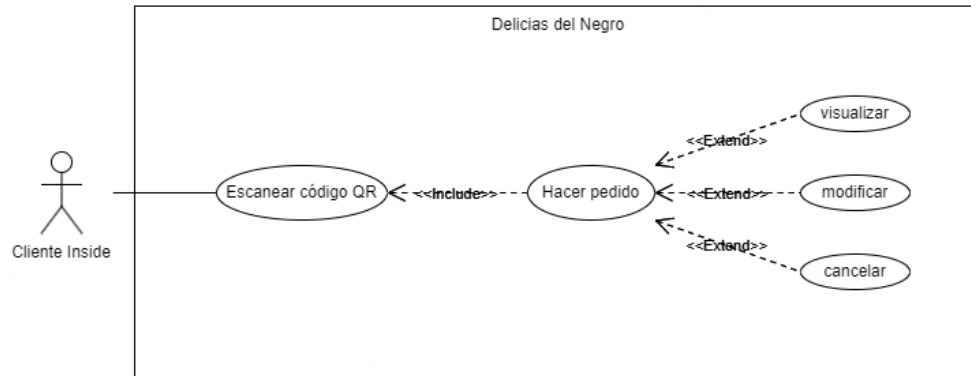 Delicias del Negro
visualizar
<<Extend>>
Escanear código QR
<<Include>>
Hacer pedido
<<Extend>>
modificar
Cliente Inside
<<Extend>>
cancelar